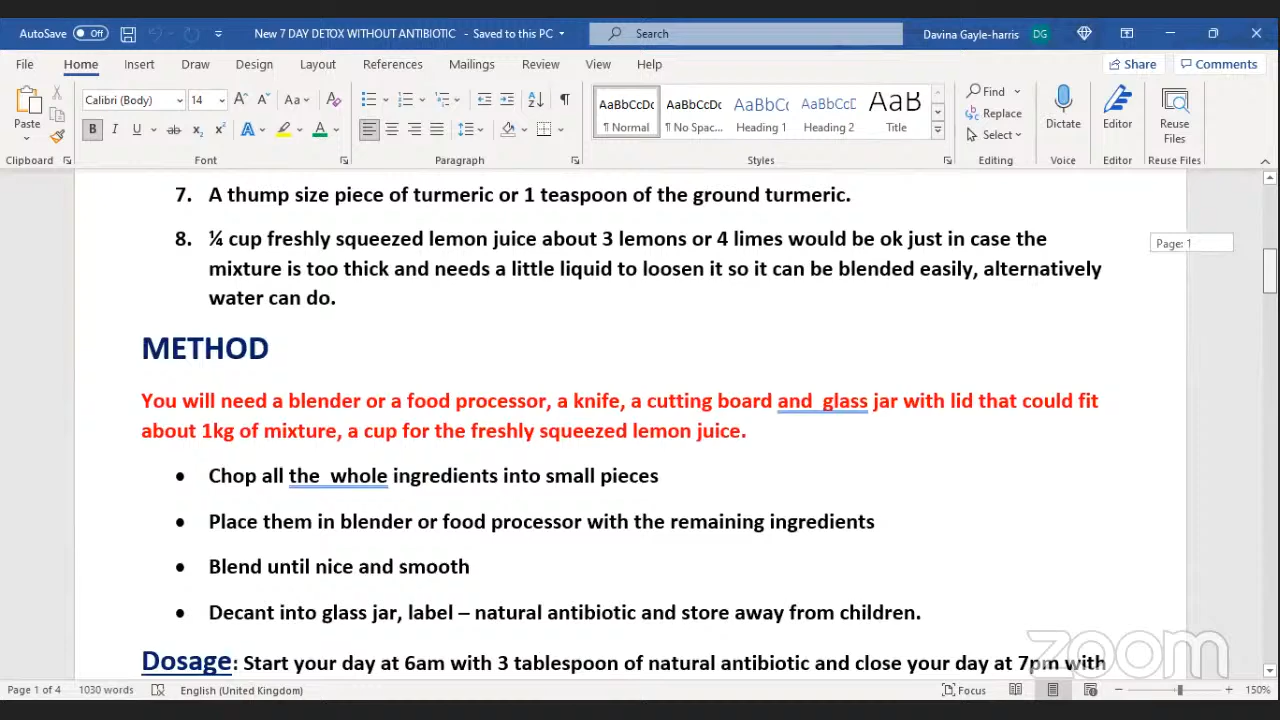 AutoSave Off New 7 DAY DETOX WITHOUT ANTIBIOTIC - Saved to this PC Search Davina Gayle-harris DG
File Home Insert Draw Design Layout References Mailings Review View Help Share Comments
Calibri (Body) 14 Aa AaBbCcDc AaBbCcDc AaBbCc AaBbCcD AaB Find
Replace
Paste B I U ab x₂ x² A A ¶ Normal ¶ No Spac... Heading 1 Heading 2 Title Select Dictate Editor Reuse Files
Clipboard Font Paragraph Styles Editing Voice Editor Reuse Files
7. A thump size piece of turmeric or 1 teaspoon of the ground turmeric.
Page: 1
8. ¼ cup freshly squeezed lemon juice about 3 lemons or 4 limes would be ok just in case the
mixture is too thick and needs a little liquid to loosen it so it can be blended easily, alternatively
water can do.
METHOD
You will need a blender or a food processor, a knife, a cutting board and  glass jar with lid that could fit
about 1kg of mixture, a cup for the freshly squeezed lemon juice.
• Chop all the  whole ingredients into small pieces
• Place them in blender or food processor with the remaining ingredients
• Blend until nice and smooth
• Decant into glass jar, label – natural antibiotic and store away from children.
Dosage: Start your day at 6am with 3 tablespoon of natural antibiotic and close your day at 7pm with
zoom
Page 1 of 4 1030 words English (United Kingdom) Focus 150%